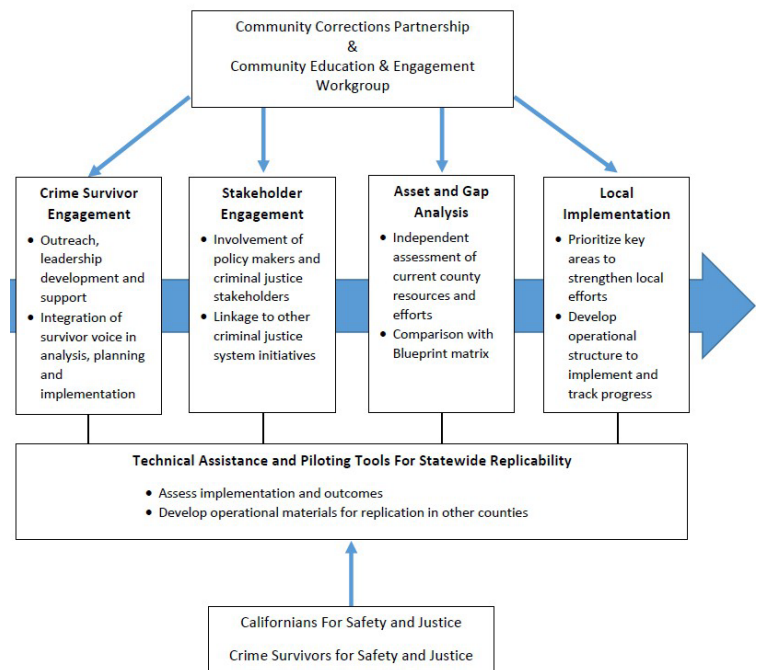 Community Corrections Partnership
&
Community Education & Engagement
Workgroup
Crime Survivor
Engagement
• Outreach,
leadership
development and
support
• Integration of
survivor voice in
analysis, planning
and
implementation
Stakeholder
Engagement
• Involvement of
policy makers and
criminal justice
stakeholders
• Linkage to other
criminal justice
system initiatives
Asset and Gap
Analysis
• Independent
assessment of
current county
resources and
efforts
• Comparison with
Blueprint matrix
Local
Implementation
• Prioritize key
areas to
strengthen local
efforts
• Develop
operational
structure to
implement and
track progress
Technical Assistance and Piloting Tools For Statewide Replicability
• Assess implementation and outcomes
• Develop operational materials for replication in other counties
Californians For Safety and Justice
Crime Survivors for Safety and Justice